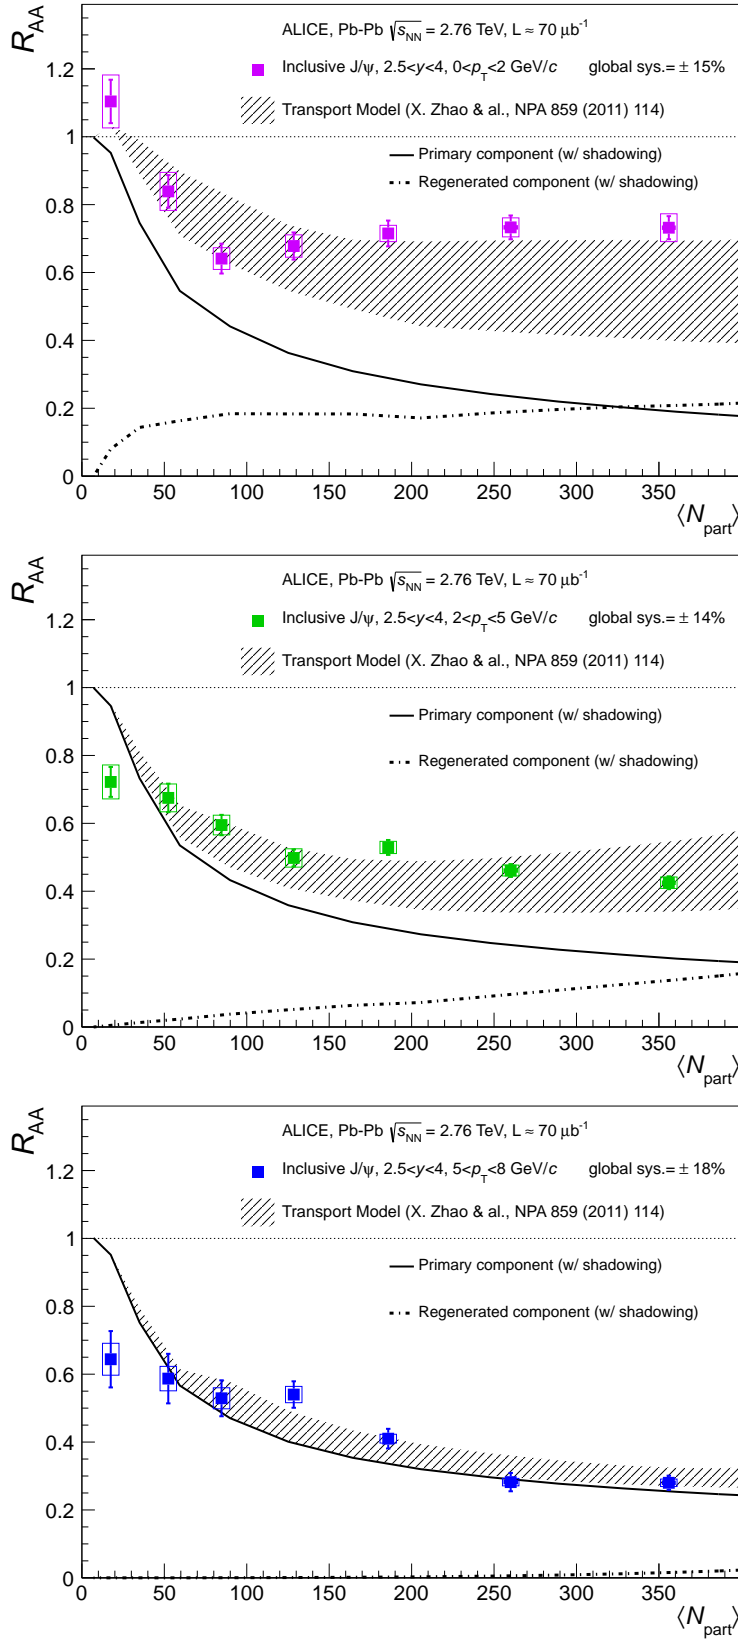 R_AA
ALICE, Pb-Pb √s_NN = 2.76 TeV, L ≈ 70 μb⁻¹
1.2
Inclusive J/ψ, 2.5<y<4, 0<p_T<2 GeV/c global sys.= ± 15%
Transport Model (X. Zhao & al., NPA 859 (2011) 114)
1
Primary component (w/ shadowing)
Regenerated component (w/ shadowing)
0.8
0.6
0.4
0.2
0
0 50 100 150 200 250 300 350
⟨N_part⟩
R_AA
ALICE, Pb-Pb √s_NN = 2.76 TeV, L ≈ 70 μb⁻¹
1.2
Inclusive J/ψ, 2.5<y<4, 2<p_T<5 GeV/c global sys.= ± 14%
Transport Model (X. Zhao & al., NPA 859 (2011) 114)
1
Primary component (w/ shadowing)
Regenerated component (w/ shadowing)
0.8
0.6
0.4
0.2
0
0 50 100 150 200 250 300 350
⟨N_part⟩
R_AA
ALICE, Pb-Pb √s_NN = 2.76 TeV, L ≈ 70 μb⁻¹
1.2
Inclusive J/ψ, 2.5<y<4, 5<p_T<8 GeV/c global sys.= ± 18%
Transport Model (X. Zhao & al., NPA 859 (2011) 114)
1
Primary component (w/ shadowing)
Regenerated component (w/ shadowing)
0.8
0.6
0.4
0.2
0
0 50 100 150 200 250 300 350
⟨N_part⟩